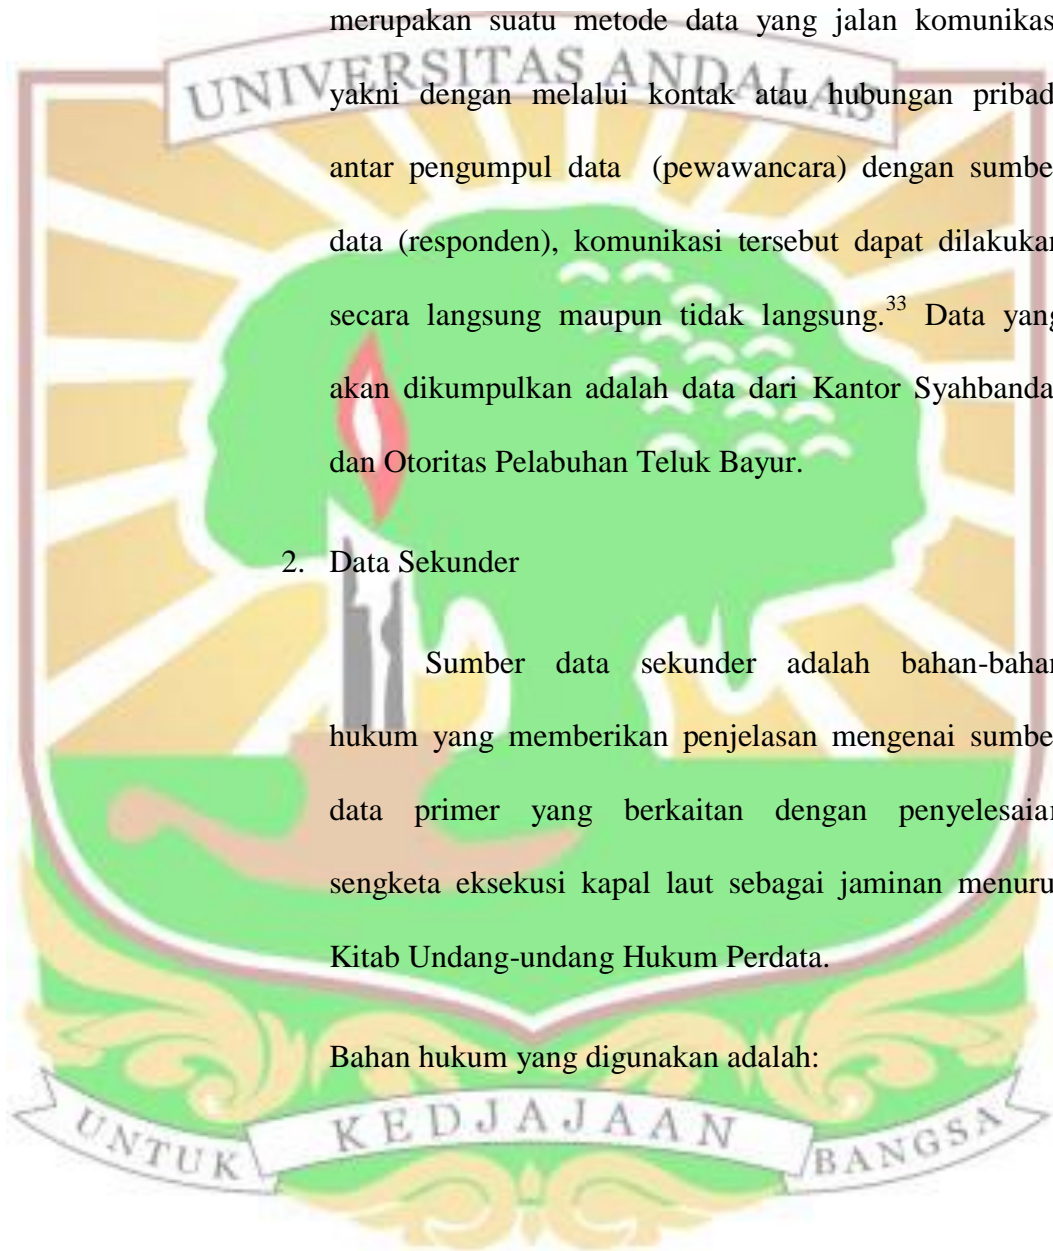 merupakan suatu metode data yang jalan komunikas
UNIVERSITAS ANDALAS
yakni dengan melalui kontak atau hubungan pribad
antar pengumpul data (pewawancara) dengan sumbe
data (responden), komunikasi tersebut dapat dilakukan
secara langsung maupun tidak langsung.33 Data yang
akan dikumpulkan adalah data dari Kantor Syahbanda
dan Otoritas Pelabuhan Teluk Bayur.
2. Data Sekunder
Sumber data sekunder adalah bahan-bahan
hukum yang memberikan penjelasan mengenai sumbe
data primer yang berkaitan dengan penyelesaian
sengketa eksekusi kapal laut sebagai jaminan menuru
Kitab Undang-undang Hukum Perdata.
Bahan hukum yang digunakan adalah:
UNTUK KEDJAJAAN BANGSA